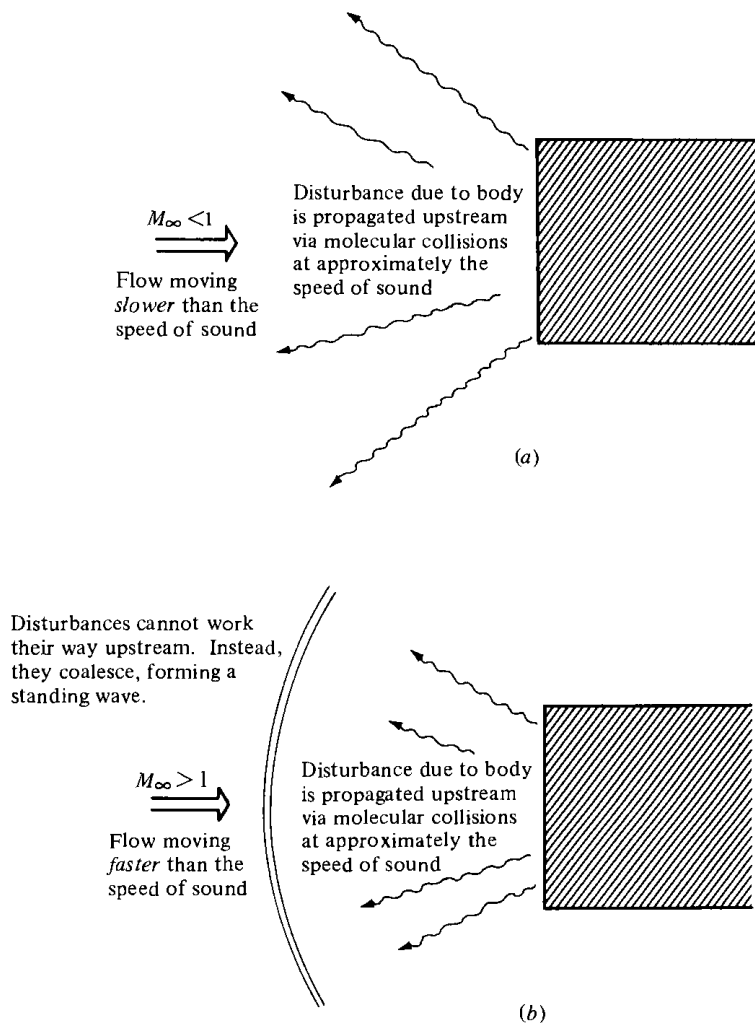 Disturbance due to body
is propagated upstream
via molecular collisions
at approximately the
speed of sound
M∞ <1
Flow moving
slower than the
speed of sound
(a)
Disturbances cannot work
their way upstream. Instead,
they coalesce, forming a
standing wave.
M∞ > 1
Flow moving
faster than the
speed of sound
Disturbance due to body
is propagated upstream
via molecular collisions
at approximately the
speed of sound
(b)